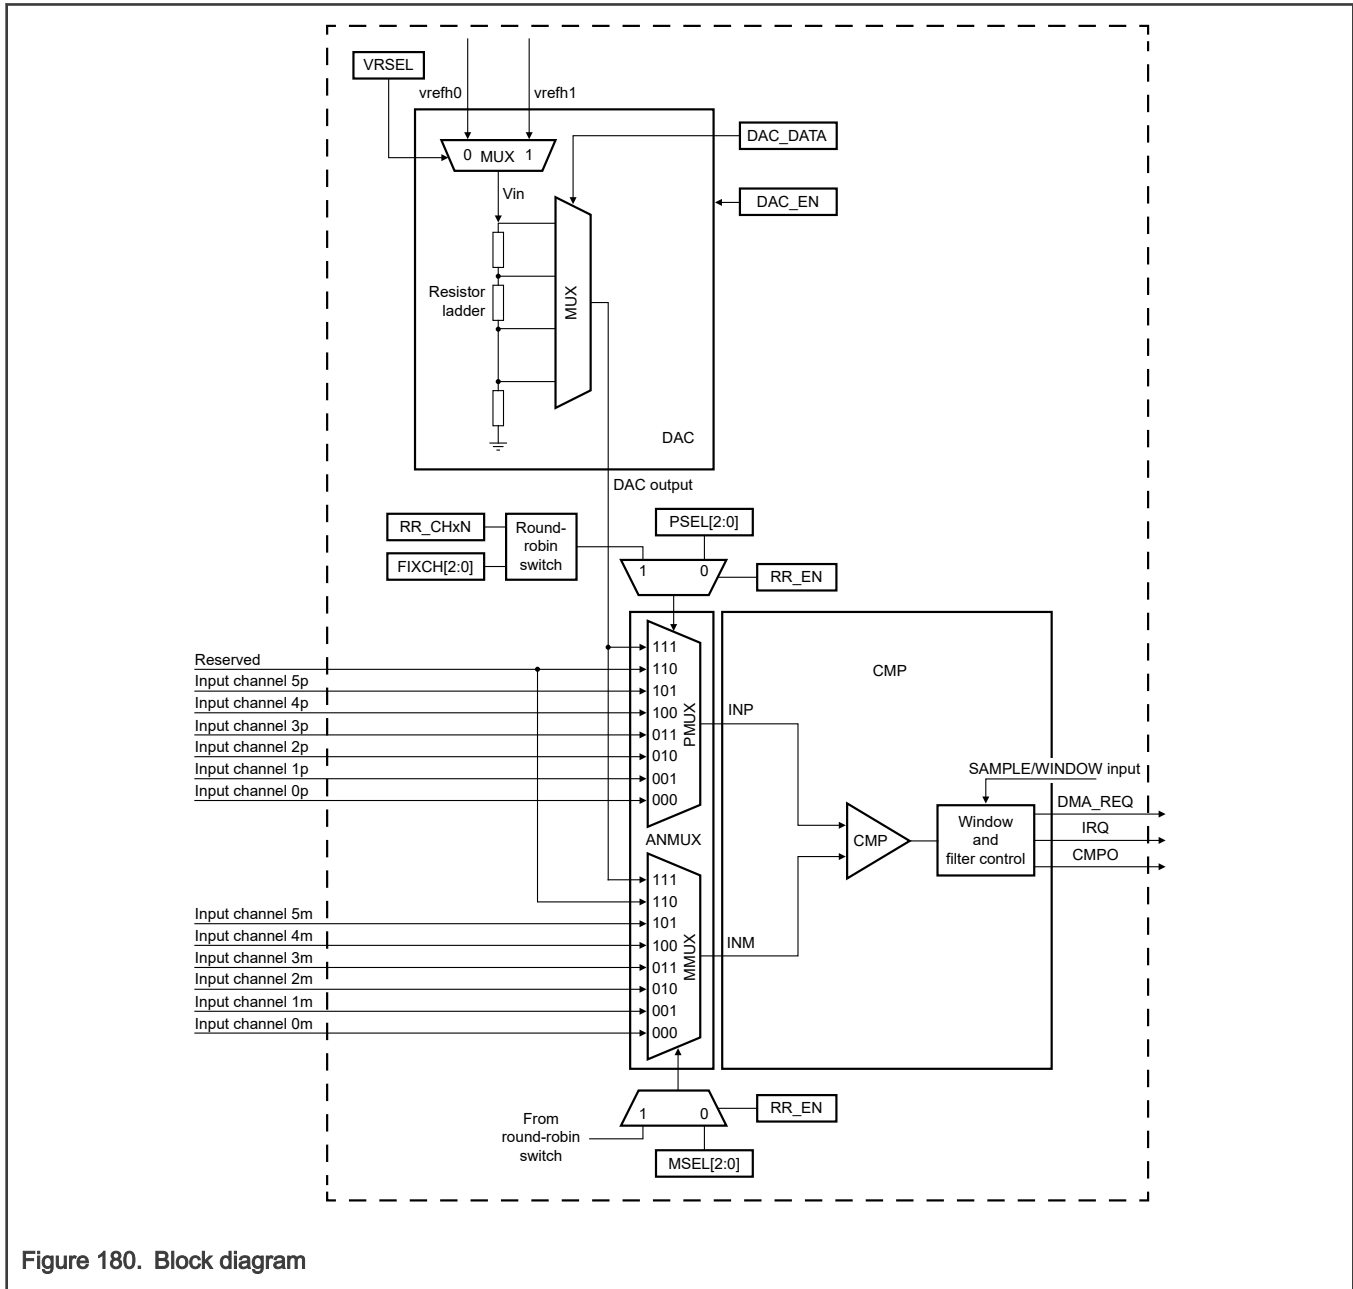 VRSEL
vrefh0
vrefh1
DAC_DATA
0 MUX 1
Vin
DAC_EN
MUX
Resistor
ladder
DAC
DAC output
RR_CHxN
FIXCH[2:0]
Round-
robin
switch
PSEL[2:0]
1 0
RR_EN
Reserved
Input channel 5p
Input channel 4p
Input channel 3p
Input channel 2p
Input channel 1p
Input channel 0p
111
110
101
100
011
010
001
000
PMUX
INP
CMP
ANMUX
SAMPLE/WINDOW input
CMP
Window
and
filter control
DMA_REQ
IRQ
CMPO
Input channel 5m
Input channel 4m
Input channel 3m
Input channel 2m
Input channel 1m
Input channel 0m
111
110
101
100
011
010
001
000
MMUX
INM
1 0
RR_EN
From
round-robin
switch
MSEL[2:0]
Figure 180. Block diagram